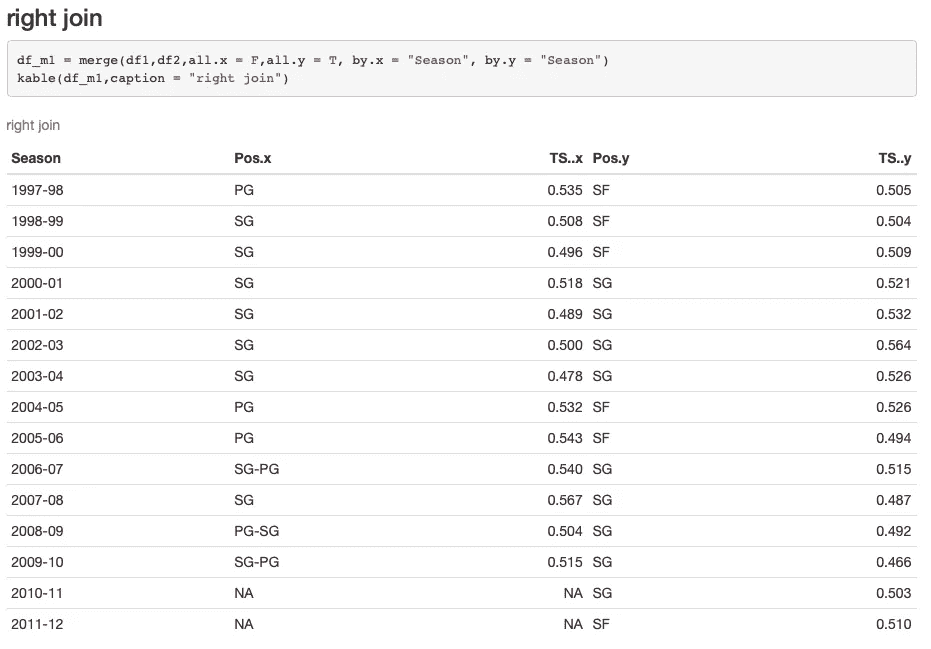 right join
df_m1 = merge(df1,df2,all.x = F,all.y = T, by.x = "Season", by.y = "Season")
kable(df_m1,caption = "right join")
right join
Season Pos.x TS..x Pos.y TS..y
1997-98 PG 0.535 SF 0.505
1998-99 SG 0.508 SF 0.504
1999-00 SG 0.496 SF 0.509
2000-01 SG 0.518 SG 0.521
2001-02 SG 0.489 SG 0.532
2002-03 SG 0.500 SG 0.564
2003-04 SG 0.478 SG 0.526
2004-05 PG 0.532 SF 0.526
2005-06 PG 0.543 SF 0.494
2006-07 SG-PG 0.540 SG 0.515
2007-08 SG 0.567 SG 0.487
2008-09 PG-SG 0.504 SG 0.492
2009-10 SG-PG 0.515 SG 0.466
2010-11 NA NA SG 0.503
2011-12 NA NA SF 0.510